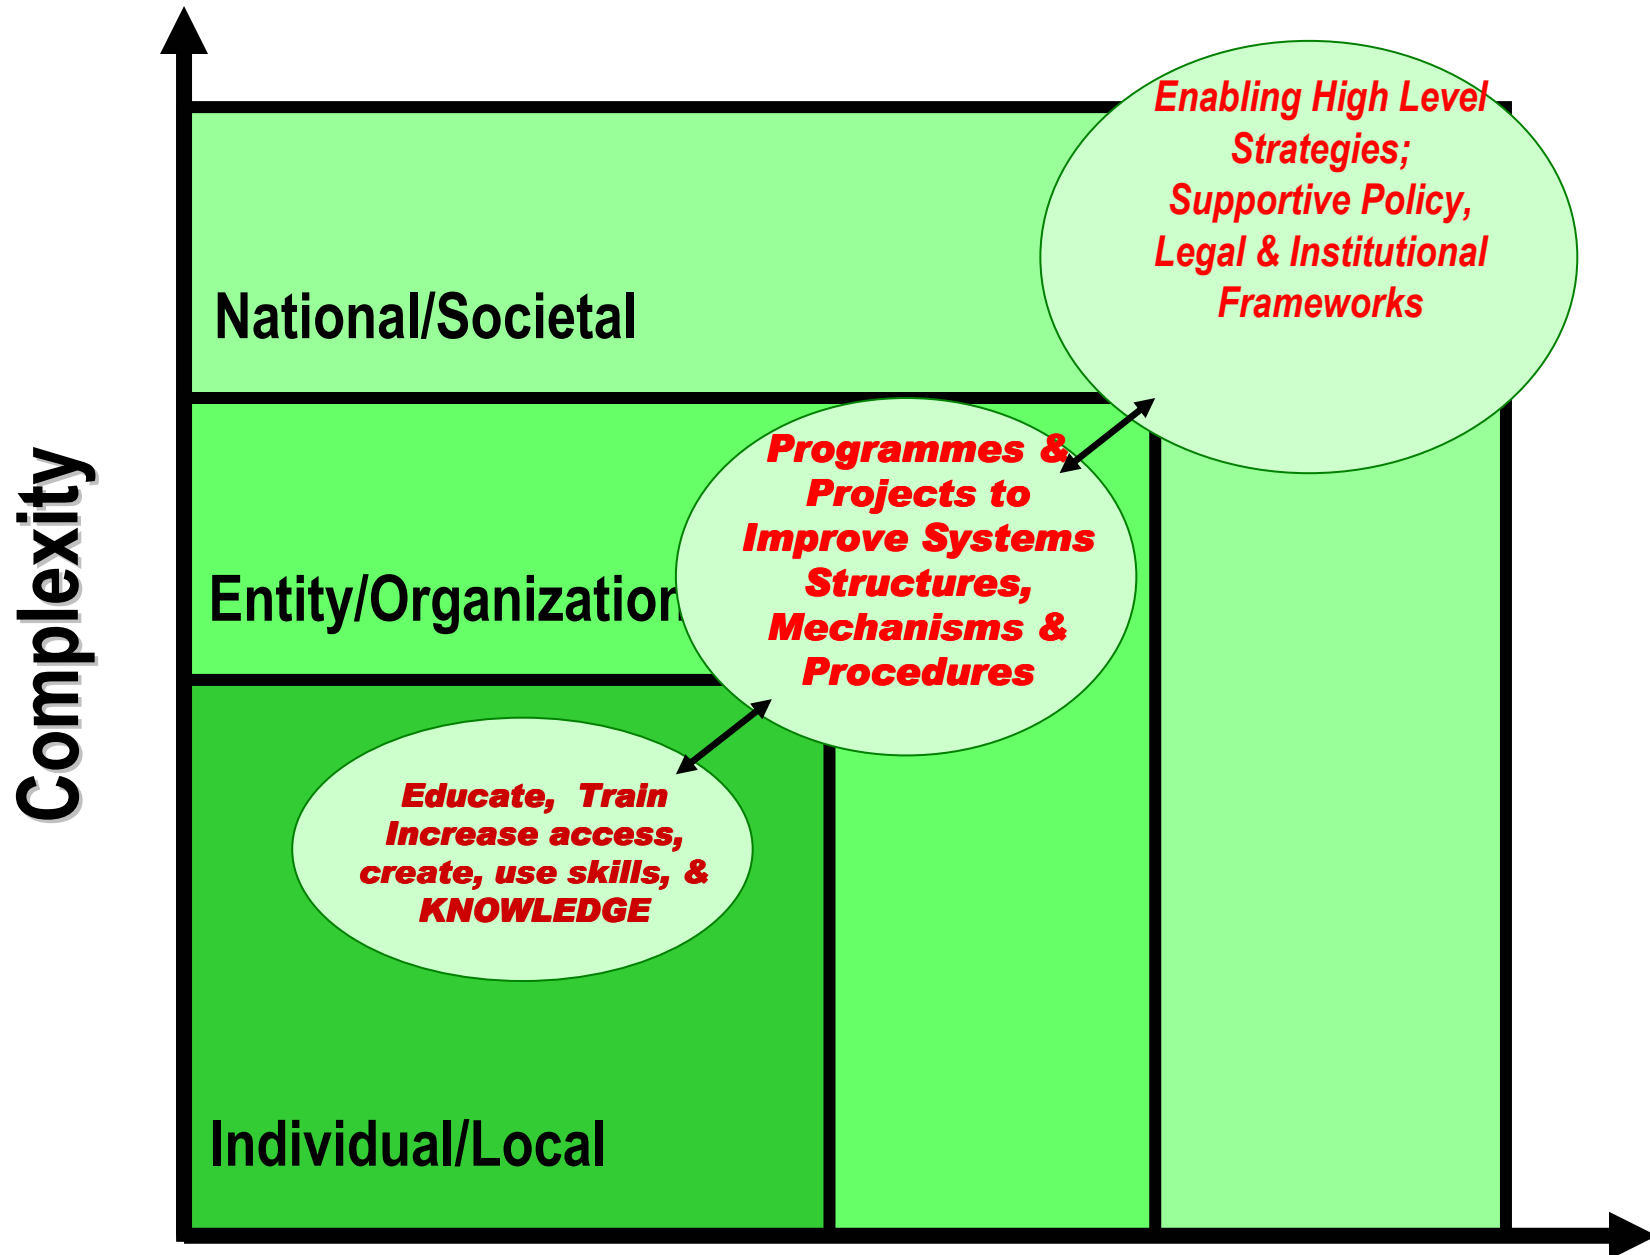 Enabling High Level
Strategies;
Supportive Policy,
Legal & Institutional
Frameworks
National/Societal
Programmes &
Projects to
Improve Systems
Structures,
Mechanisms &
Procedures
Entity/Organization
Complexity
Educate, Train
Increase access,
create, use skills, &
KNOWLEDGE
Individual/Local